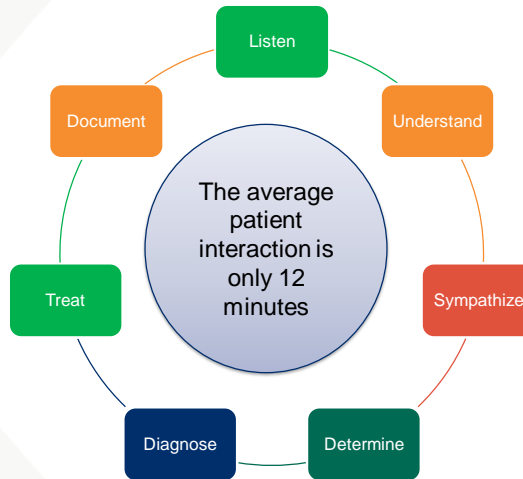 Listen
Understand
Sympathize
Determine
Diagnose
Treat
Document
The average
patient
interaction is
only 12
minutes